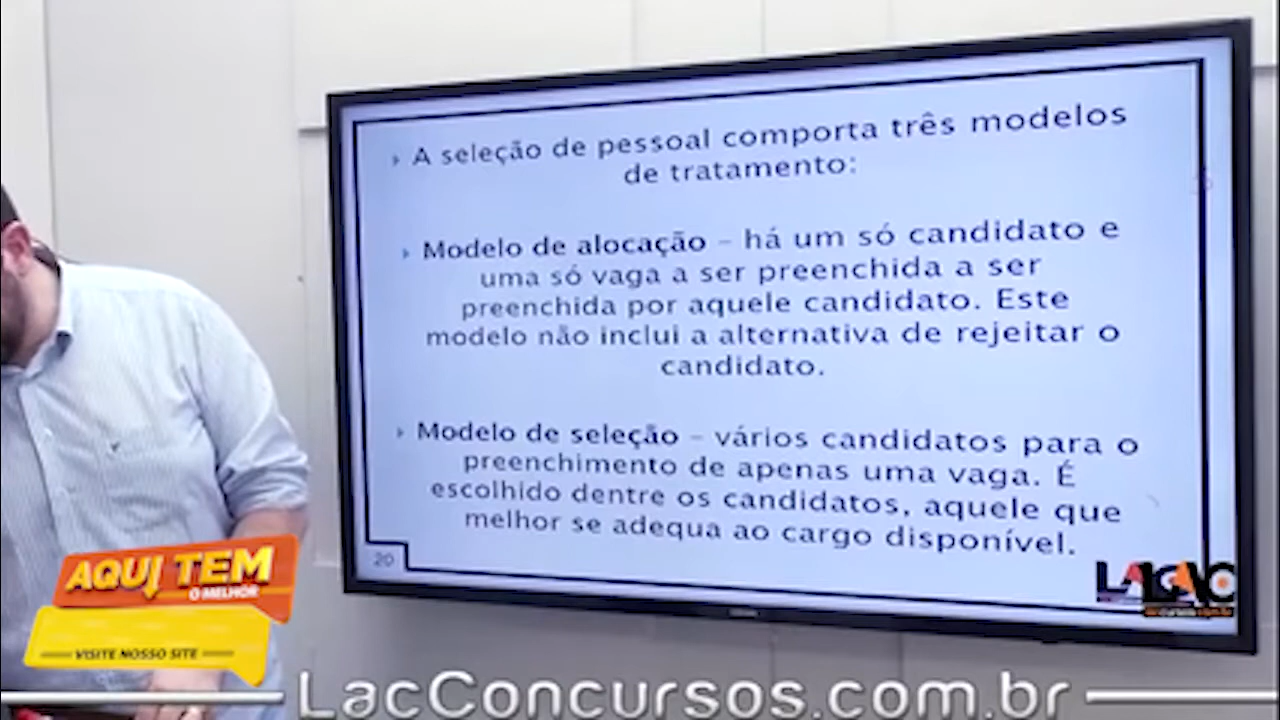 A seleção de pessoal comporta três modelos
de tratamento:
Modelo de alocação – há um só candidato e
uma só vaga a ser preenchida a ser
preenchida por aquele candidato. Este
modelo não inclui a alternativa de rejeitar o
candidato.
Modelo de seleção – vários candidatos para o
preenchimento de apenas uma vaga. É
escolhido dentre os candidatos, aquele que
melhor se adequa ao cargo disponível.
20
AQUI TEM
O MELHOR
VISITE NOSSO SITE
LacConcursos.com.br